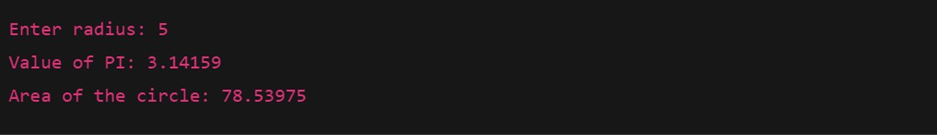 Enter radius: 5
Value of PI: 3.14159
Area of the circle: 78.53975